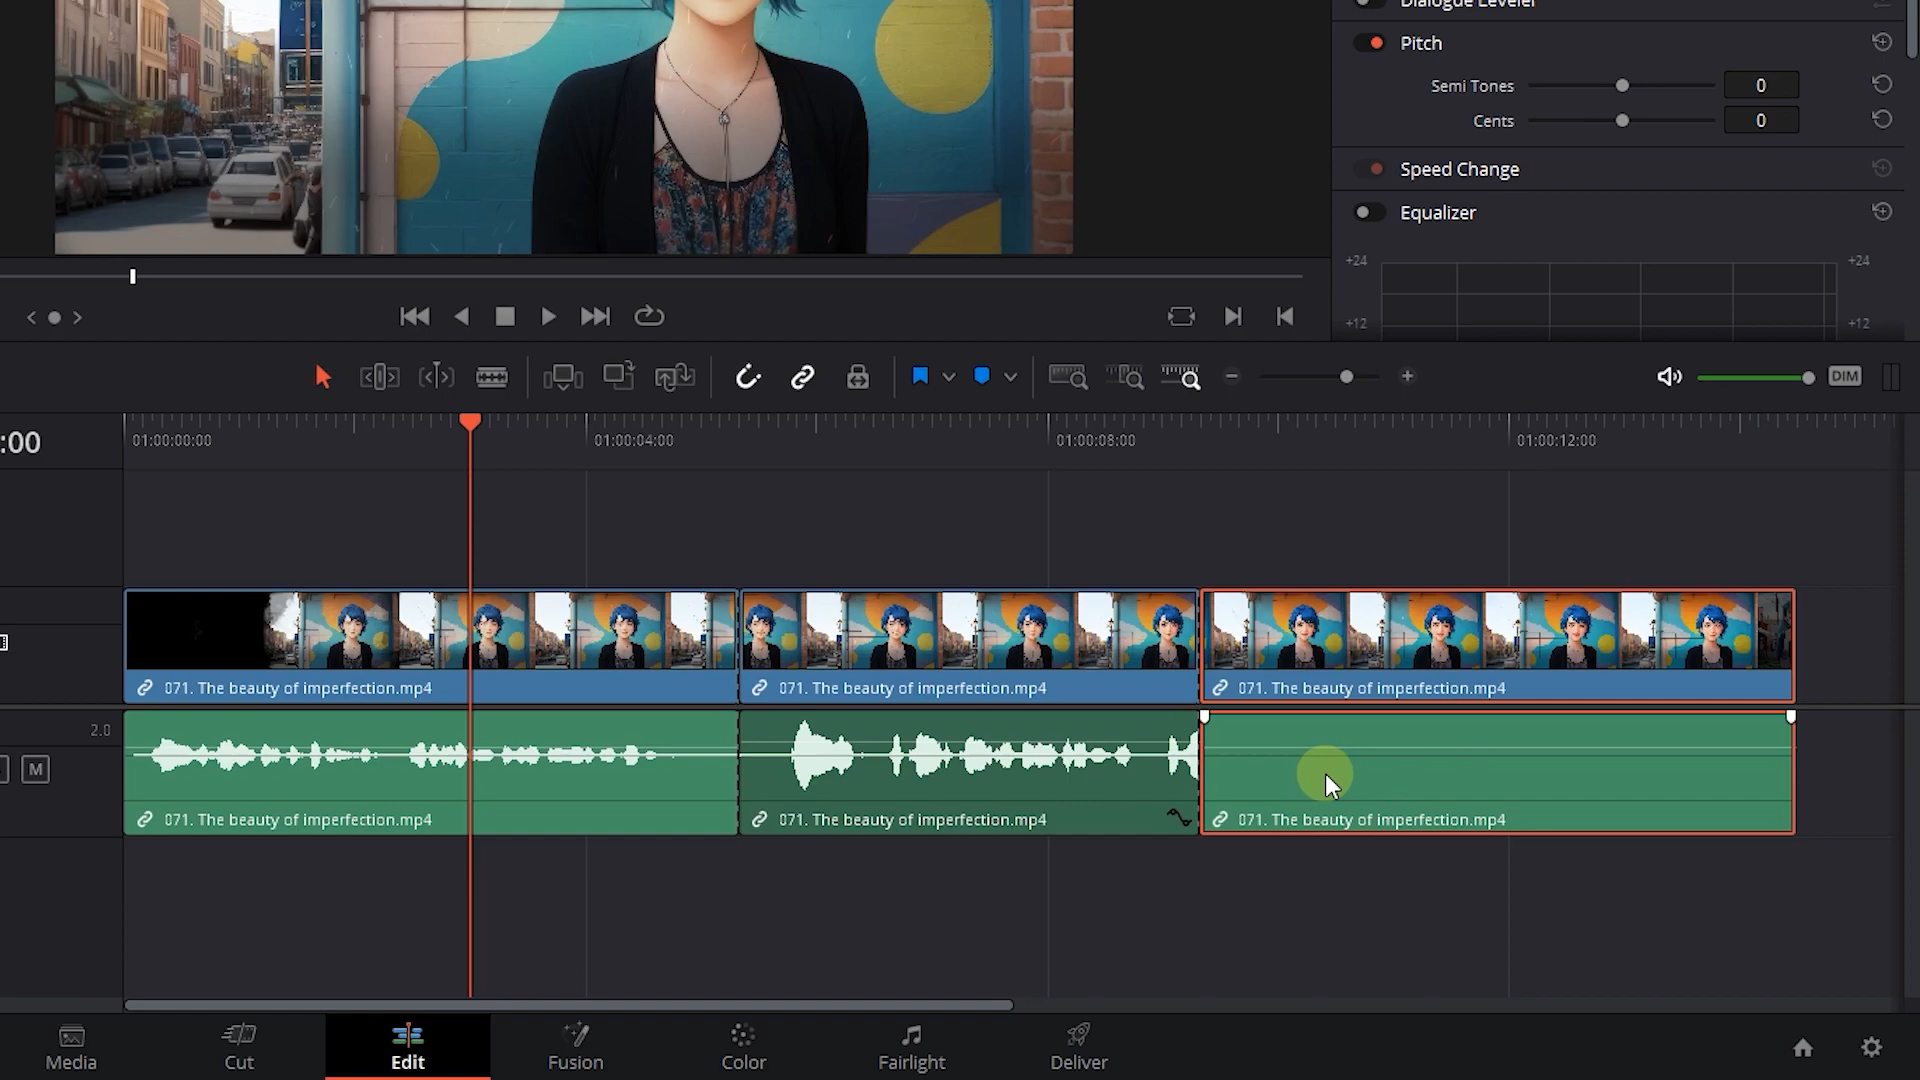 Dialogue Leveler
Pitch
Semi Tones 0
Cents 0
Speed Change
Equalizer
+24 +24
+12 +12
DIM
:00
01:00:00:00 01:00:04:00 01:00:08:00 01:00:12:00
071. The beauty of imperfection.mp4 071. The beauty of imperfection.mp4 071. The beauty of imperfection.mp4
2.0
M
071. The beauty of imperfection.mp4 071. The beauty of imperfection.mp4 071. The beauty of imperfection.mp4
Media Cut Edit Fusion Color Fairlight Deliver